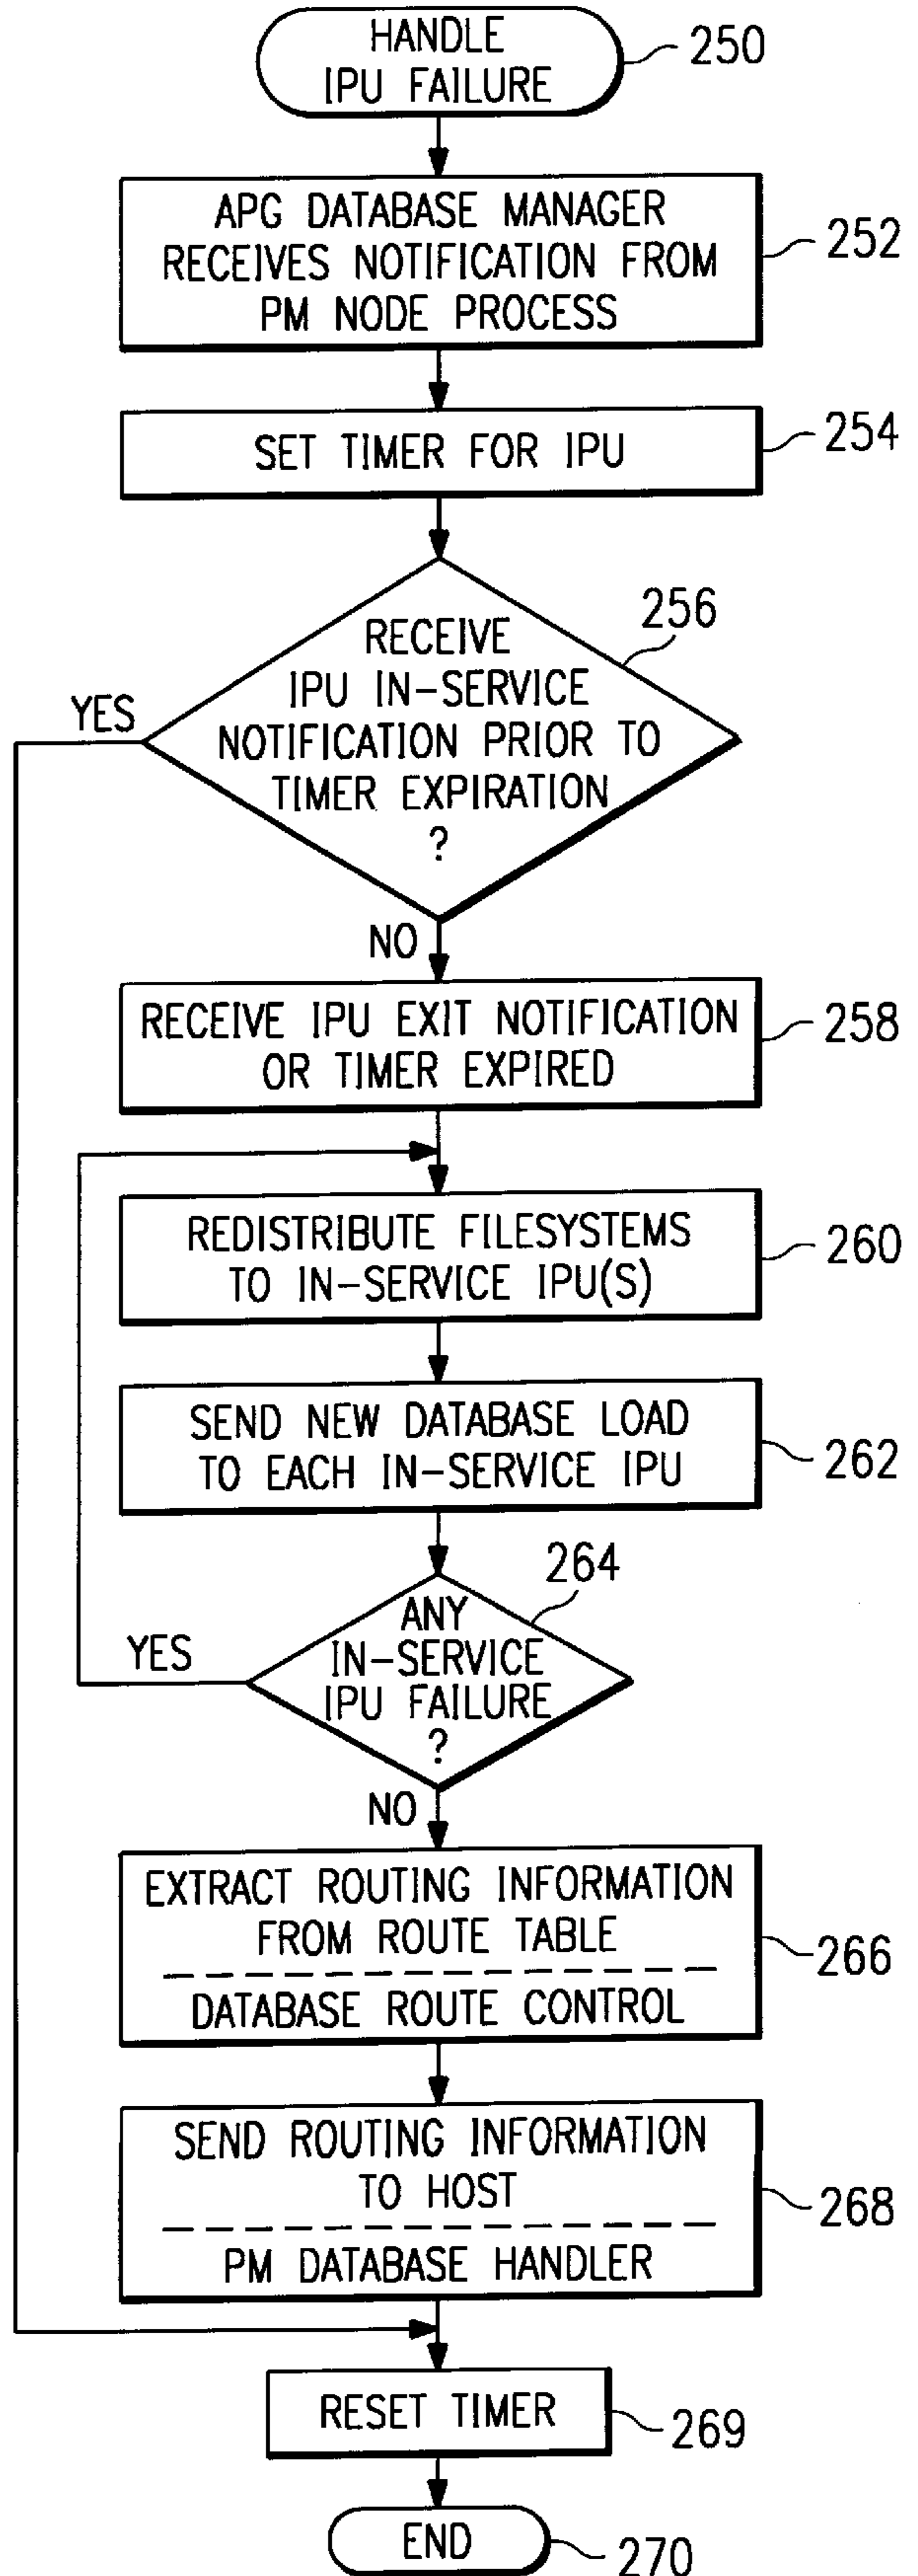 HANDLE
IPU FAILURE
250
APG DATABASE MANAGER
RECEIVES NOTIFICATION FROM
PM NODE PROCESS
252
SET TIMER FOR IPU
254
256
RECEIVE
IPU IN-SERVICE
NOTIFICATION PRIOR TO
TIMER EXPIRATION
?
YES
NO
RECEIVE IPU EXIT NOTIFICATION
OR TIMER EXPIRED
258
REDISTRIBUTE FILESYSTEMS
TO IN-SERVICE IPU(S)
260
SEND NEW DATABASE LOAD
TO EACH IN-SERVICE IPU
262
264
ANY
IN-SERVICE
IPU FAILURE
?
YES
NO
EXTRACT ROUTING INFORMATION
FROM ROUTE TABLE
DATABASE ROUTE CONTROL
266
SEND ROUTING INFORMATION
TO HOST
PM DATABASE HANDLER
268
RESET TIMER
269
END
270